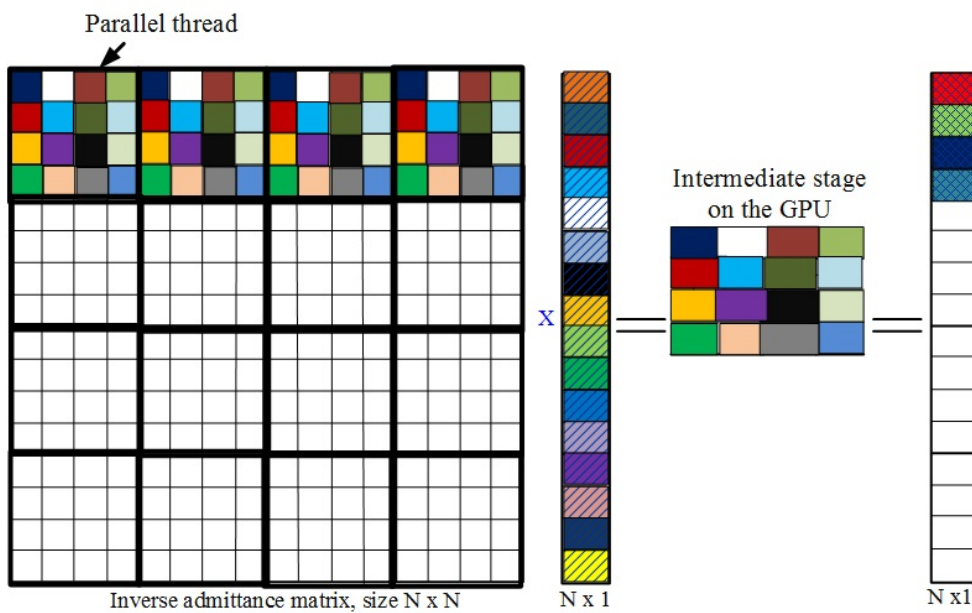 Parallel thread
Intermediate stage
on the GPU
X
Inverse admittance matrix, size N x N
N x 1
N x1